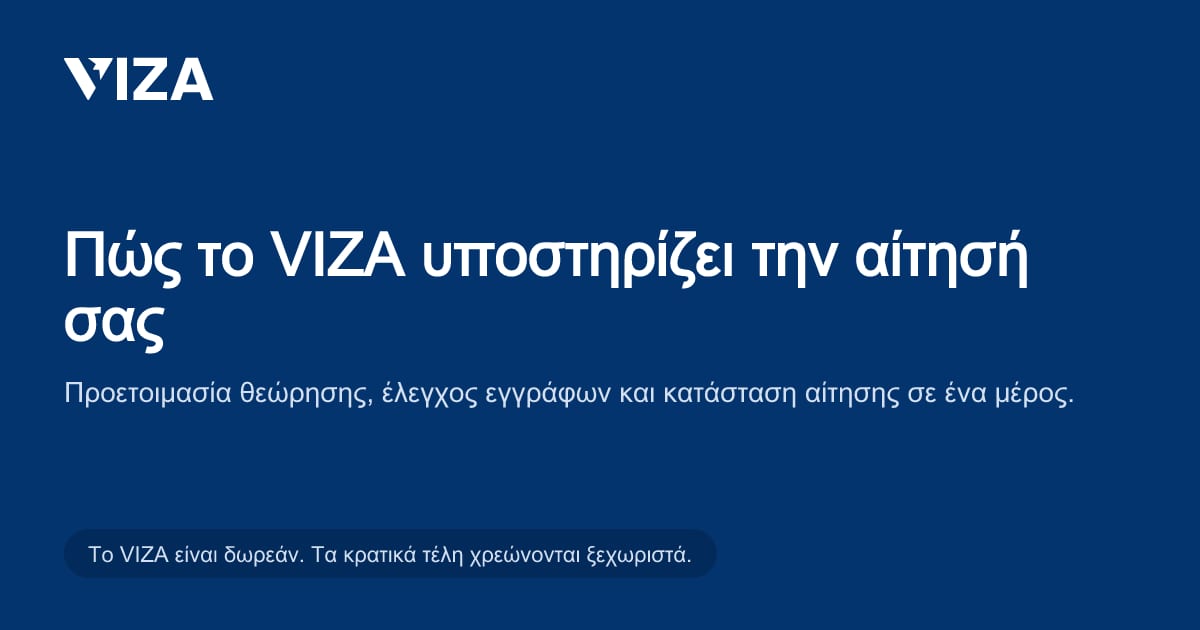 VIZA
Πώς το VIZA υποστηρίζει την αίτησή
σας
Προετοιμασία θεώρησης, έλεγχος εγγράφων και κατάσταση αίτησης σε ένα μέρος.
Το VIZA είναι δωρεάν. Τα κρατικά τέλη χρεώνονται ξεχωριστά.